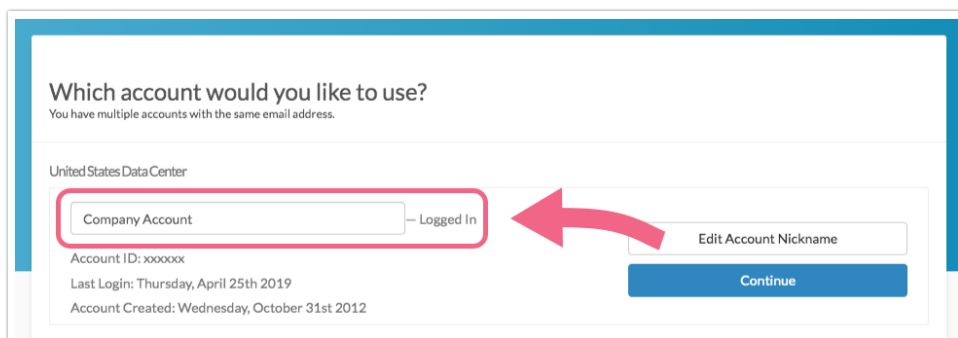 Which account would you like to use?
You have multiple accounts with the same email address.
United States Data Center
Company Account — Logged In
Edit Account Nickname
Account ID: xxxxxx
Last Login: Thursday, April 25th 2019
Continue
Account Created: Wednesday, October 31st 2012